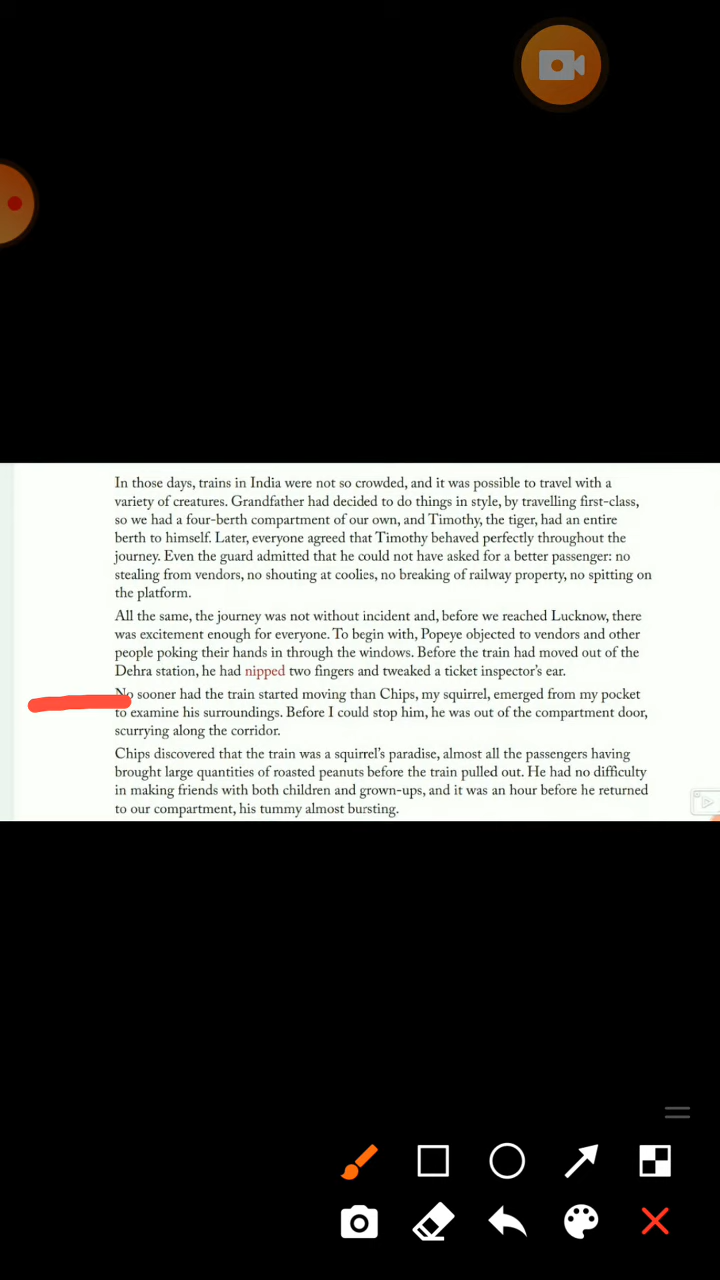 In those days, trains in India were not so crowded, and it was possible to travel with a
variety of creatures. Grandfather had decided to do things in style, by travelling first-class,
so we had a four-berth compartment of our own, and Timothy, the tiger, had an entire
berth to himself. Later, everyone agreed that Timothy behaved perfectly throughout the
journey. Even the guard admitted that he could not have asked for a better passenger: no
stealing from vendors, no shouting at coolies, no breaking of railway property, no spitting on
the platform.
All the same, the journey was not without incident and, before we reached Lucknow, there
was excitement enough for everyone. To begin with, Popeye objected to vendors and other
people poking their hands in through the windows. Before the train had moved out of the
Dehra station, he had nipped two fingers and tweaked a ticket inspector's ear.
No sooner had the train started moving than Chips, my squirrel, emerged from my pocket
to examine his surroundings. Before I could stop him, he was out of the compartment door,
scurrying along the corridor.
Chips discovered that the train was a squirrel's paradise, almost all the passengers having
brought large quantities of roasted peanuts before the train pulled out. He had no difficulty
in making friends with both children and grown-ups, and it was an hour before he returned
to our compartment, his tummy almost bursting.